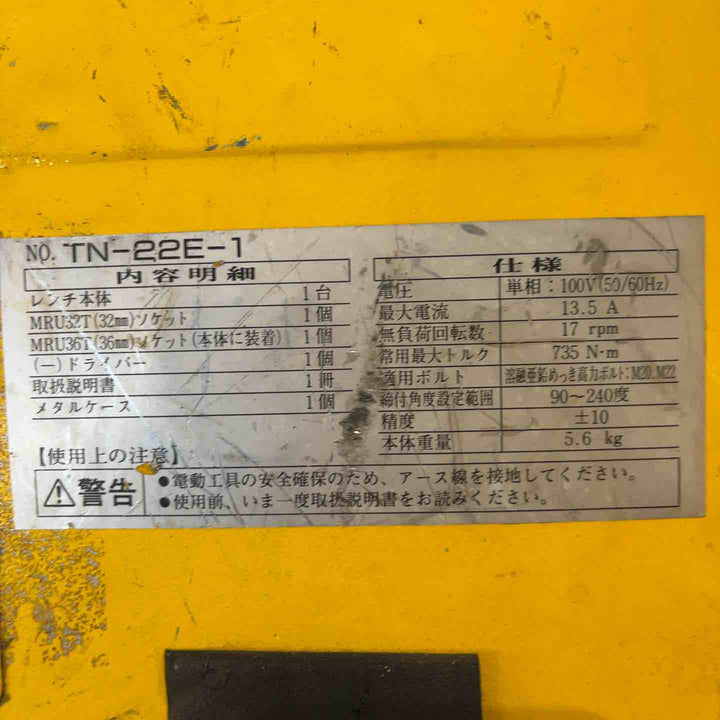 NO. TN-22E-1
内容明細
レンチ本体 1台
MRU32T(32mm)ソケット 1個
MRU36T(36mm)ソケット(本体に装着) 1個
(一)ドライバー 1個
取扱説明書 1冊
メタルケース 1個
仕様
電圧 単相:100V(50/60Hz)
最大電流 13.5 A
無負荷回転数 17 rpm
常用最大トルク 735 N·m
適用ボルト 溶融亜鉛めっき高力ボルト:M20.M22
締付角度設定範囲 90〜240度
精度 ±10
本体重量 5.6 kg
【使用上の注意】
警告
●電動工具の安全確保のため、アース線を接地してください。
●使用前、いま一度取扱説明書をお読みください。